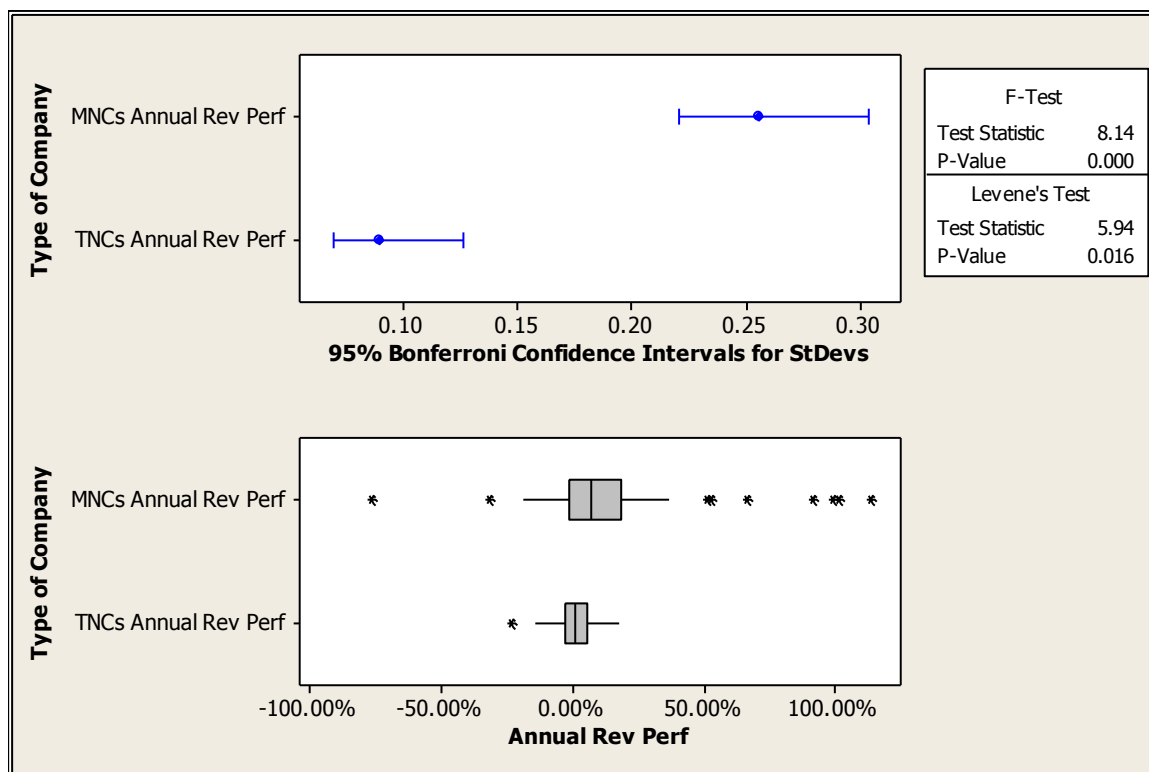 Type of Company
MNCs Annual Rev Perf
TNCs Annual Rev Perf
0.10 0.15 0.20 0.25 0.30
95% Bonferroni Confidence Intervals for StDevs
F-Test
Test Statistic 8.14
P-Value 0.000
Levene's Test
Test Statistic 5.94
P-Value 0.016
Type of Company
MNCs Annual Rev Perf
TNCs Annual Rev Perf
-100.00% -50.00% 0.00% 50.00% 100.00%
Annual Rev Perf